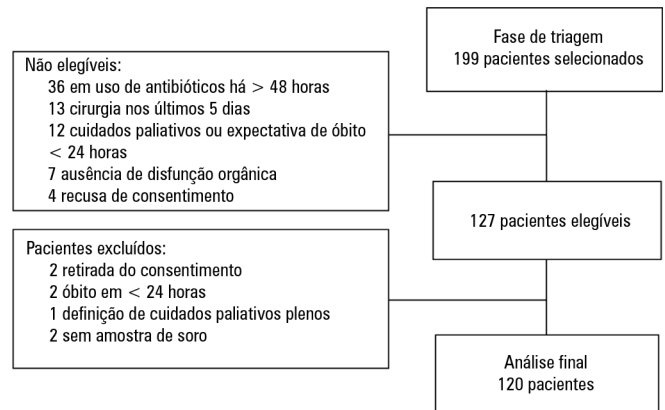 Fase de triagem
199 pacientes selecionados
Não elegíveis:
36 em uso de antibióticos há > 48 horas
13 cirurgia nos últimos 5 dias
12 cuidados paliativos ou expectativa de óbito
< 24 horas
7 ausência de disfunção orgânica
4 recusa de consentimento
127 pacientes elegíveis
Pacientes excluídos:
2 retirada do consentimento
2 óbito em < 24 horas
1 definição de cuidados paliativos plenos
2 sem amostra de soro
Análise final
120 pacientes